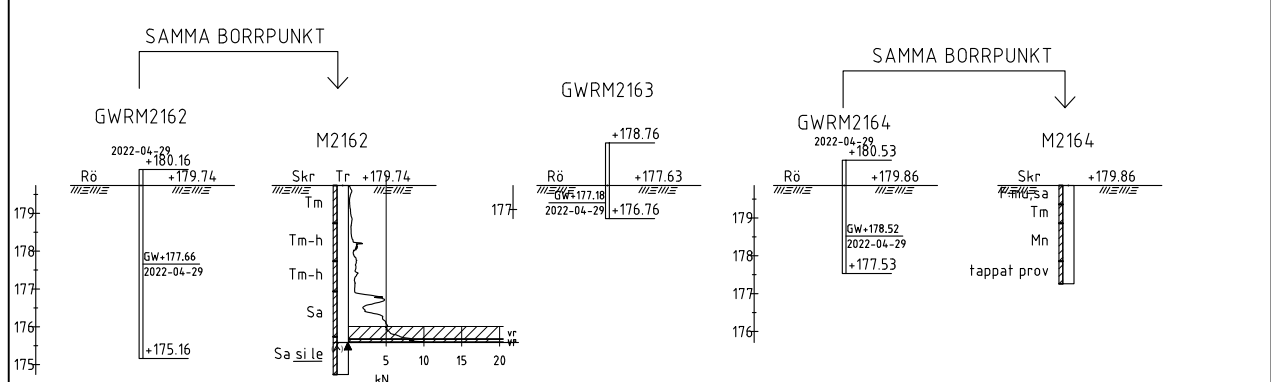 SAMMA BORRPUNKT
GWRM2162
2022-04-29
+180.16
Rö
+179.74
179
178
177
176
175
GW+177.66
2022-04-29
+175.16
M2162
Skr Tr +179.74
Tm
Tm-h
Tm-h
Sa
Sa si le
vr
5 10 15 20
kN
GWRM2163
+178.76
Rö
+177.63
177
GW+177.18
2022-04-29
+176.76
SAMMA BORRPUNKT
GWRM2164
2022-04-29
+180.53
Rö
+179.86
179
178
177
176
GW+178.52
2022-04-29
+177.53
M2164
Skr
+179.86
Tm
Mn
tappat prov